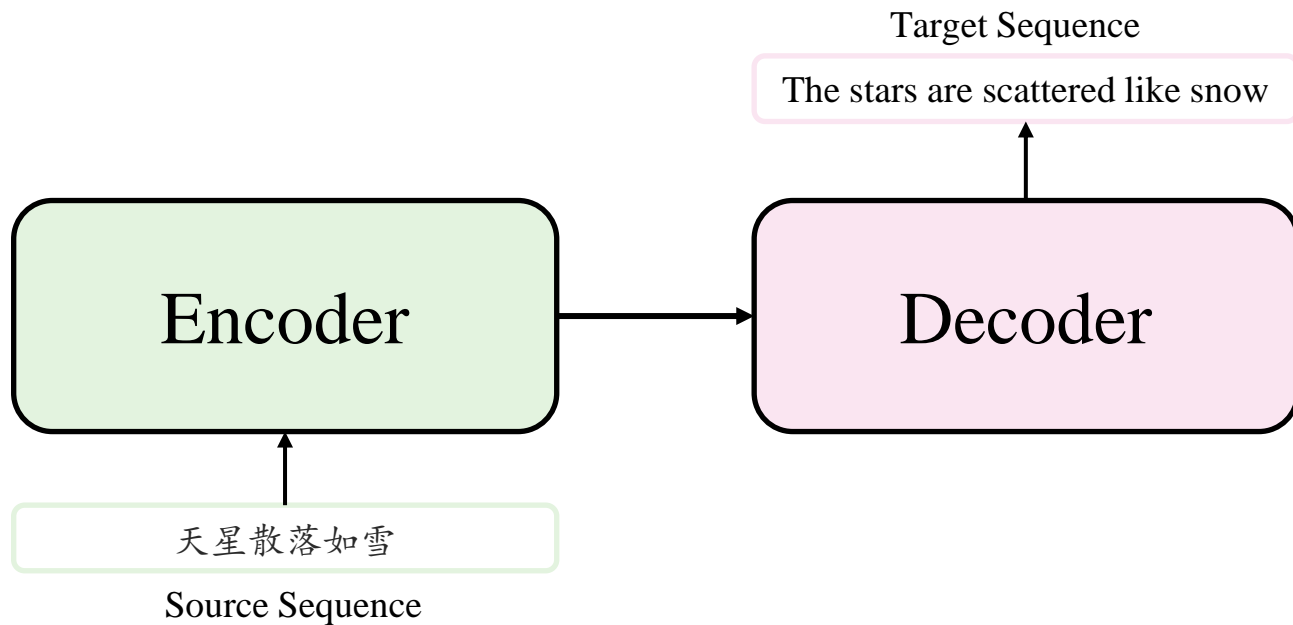 Target Sequence
The stars are scattered like snow
Encoder
Decoder
天星散落如雪
Source Sequence